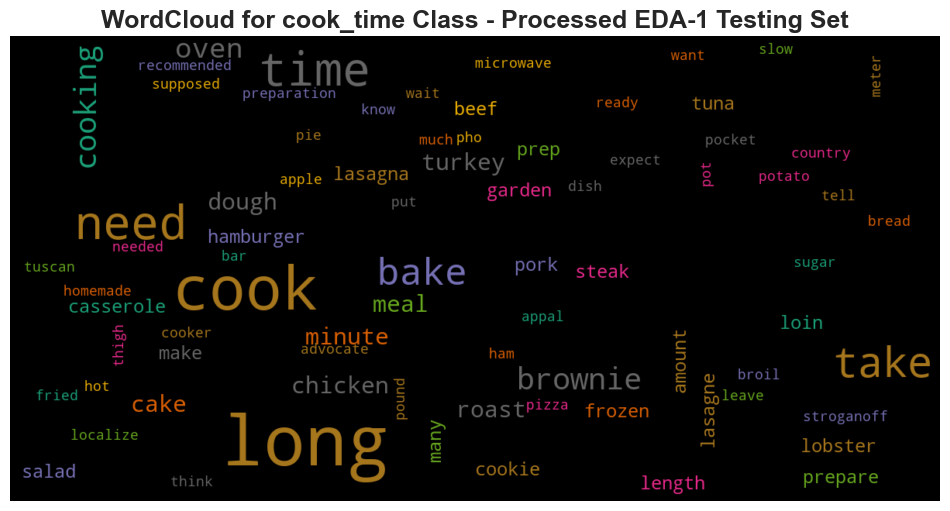 WordCloud for cook_time Class - Processed EDA-1 Testing Set
cooking
oven
time
recommended
supposed
preparation
microwave
want
slow
meter
wait
know
beef
ready
tuna
pie
much
pho
prep
pocket
country
expect
turkey
apple
lasagna
garden
dish
pot
potato
tell
put
dough
need
needed
hamburger
bread
bar
tuscan
cook
bake
pork
steak
sugar
homemade
casserole
meal
appal
loin
thigh
cooker
make
minute
advocate
ham
brownie
amount
take
broil
leave
fried
hot
cake
chicken
pound
roast
pizza
frozen
lasagne
stroganoff
localize
long
many
lobster
salad
think
cookie
length
prepare